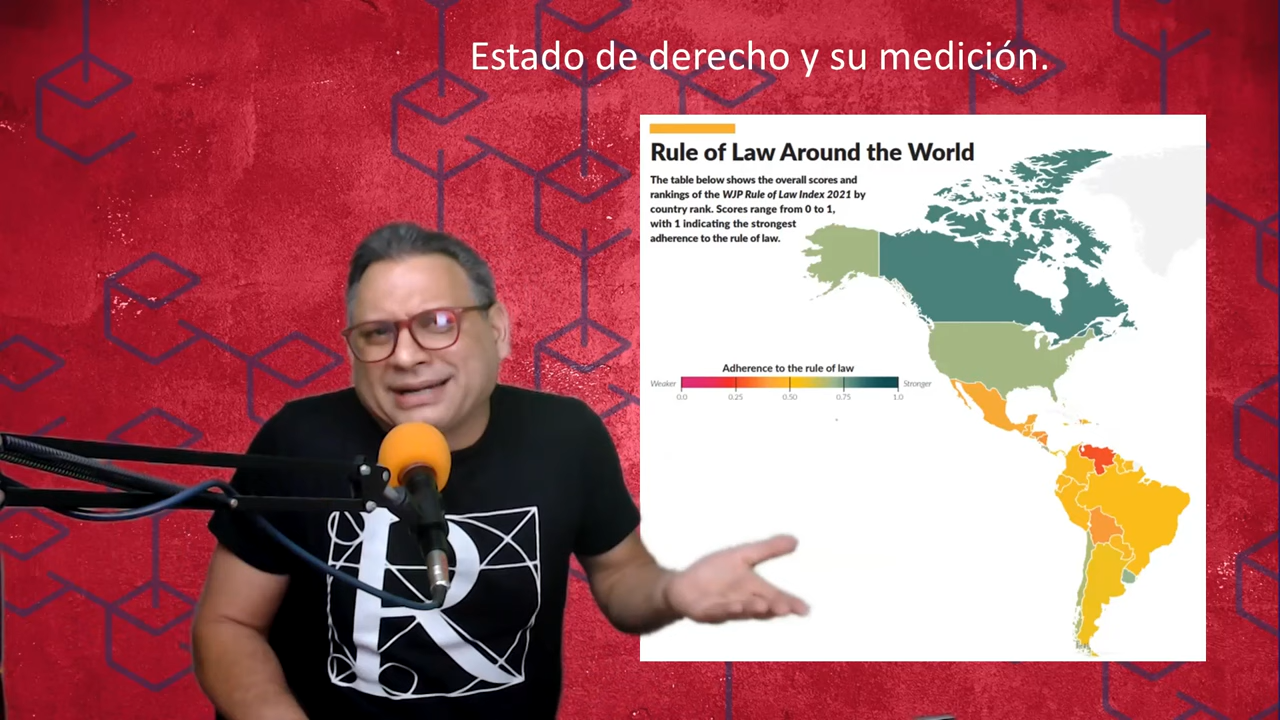 Estado de derecho y su medición.
Rule of Law Around the World
The table below shows the overall scores and
rankings of the WJP Rule of Law Index 2021 by
country rank. Scores range from 0 to 1,
with 1 indicating the strongest
adherence to the rule of law.
Adherence to the rule of law
Weaker
Stronger
0.0 0.25 0.50 0.75 1.0
R